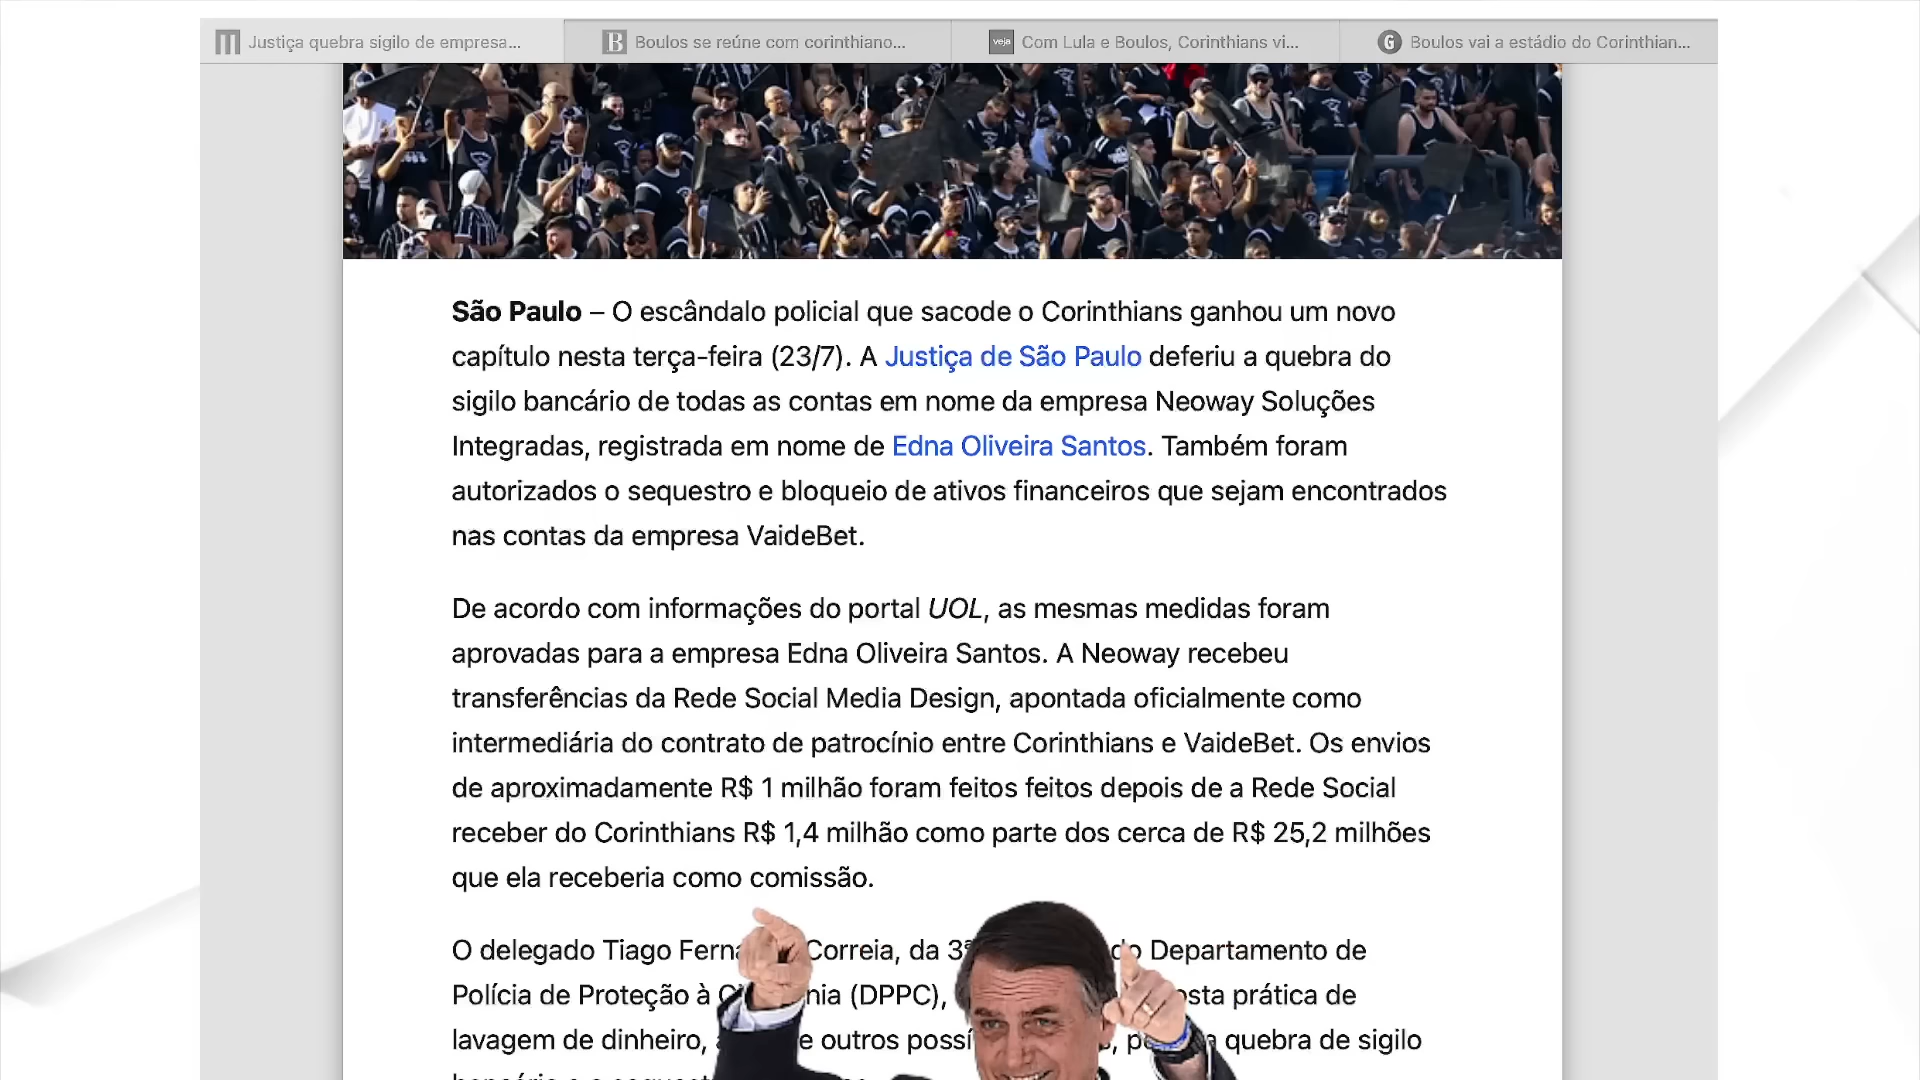 Justiça quebra sigilo de empresa...
B Boulos se reúne com corinthiano...
veja Com Lula e Boulos, Corinthians vi...
G Boulos vai a estádio do Corinthian...
São Paulo – O escândalo policial que sacode o Corinthians ganhou um novo
capítulo nesta terça-feira (23/7). A Justiça de São Paulo deferiu a quebra do
sigilo bancário de todas as contas em nome da empresa Neoway Soluções
Integradas, registrada em nome de Edna Oliveira Santos. Também foram
autorizados o sequestro e bloqueio de ativos financeiros que sejam encontrados
nas contas da empresa VaideBet.
De acordo com informações do portal UOL, as mesmas medidas foram
aprovadas para a empresa Edna Oliveira Santos. A Neoway recebeu
transferências da Rede Social Media Design, apontada oficialmente como
intermediária do contrato de patrocínio entre Corinthians e VaideBet. Os envios
de aproximadamente R$ 1 milhão foram feitos feitos depois de a Rede Social
receber do Corinthians R$ 1,4 milhão como parte dos cerca de R$ 25,2 milhões
que ela receberia como comissão.
O delegado Tiago Correia, da 3ª do Departamento de
Polícia de Proteção à (DPPC), prática de
lavagem de dinheiro, e outros quebra de sigilo